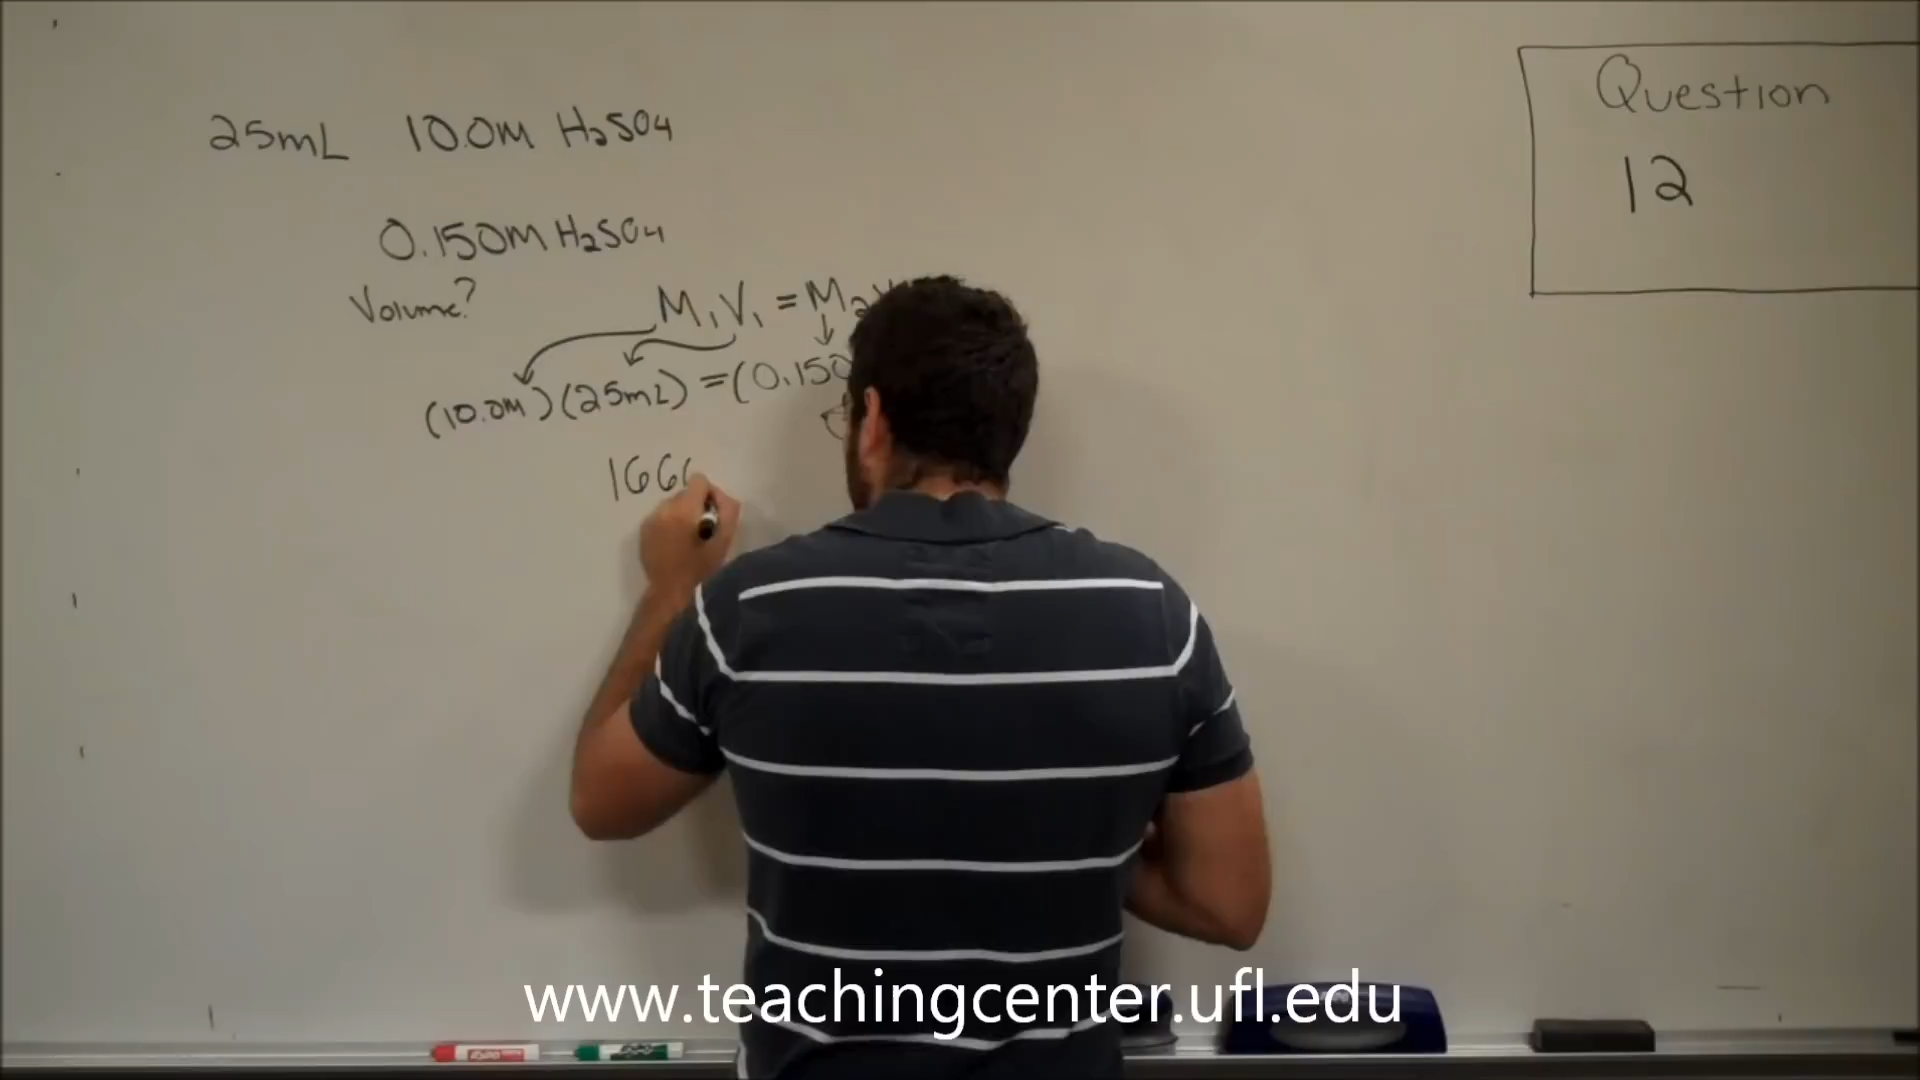 25mL 10.0M H2SO4
0.150M H2SO4
Volume?
M1V1 = M2
(10.0M)(25mL) = (0.150
166
Question
12
www.teachingcenter.ufl.edu